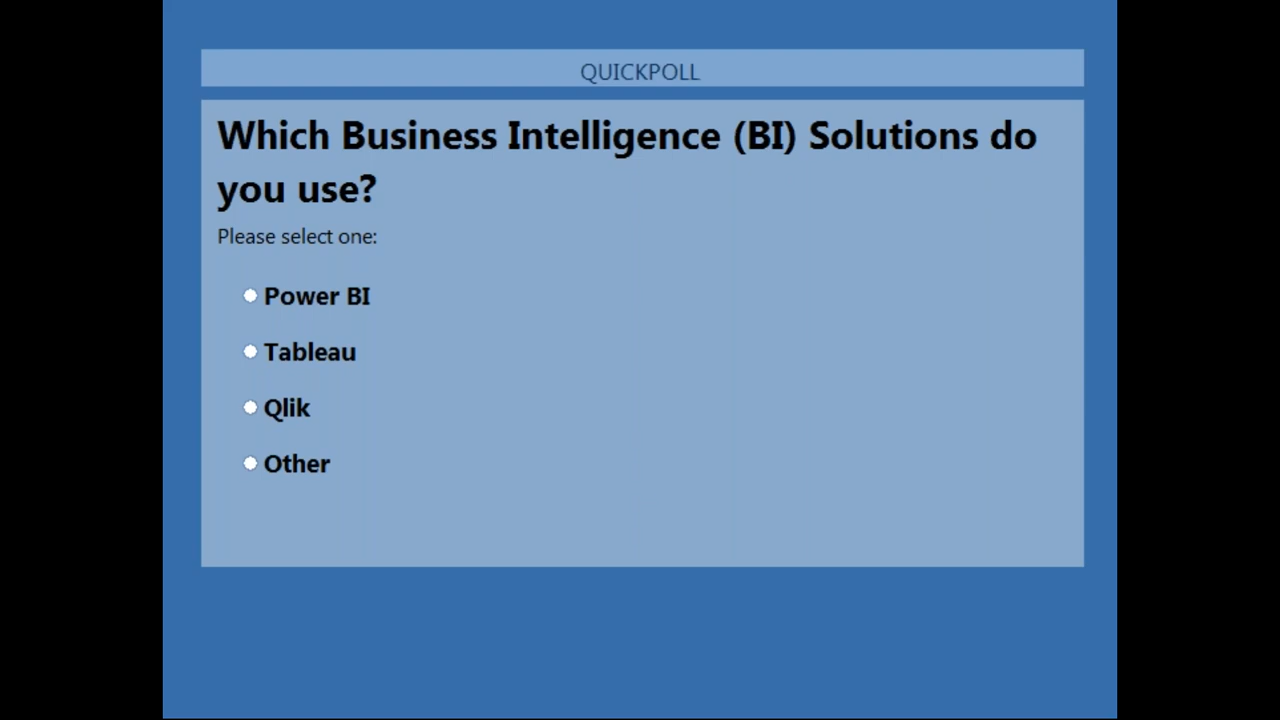 QUICKPOLL
Which Business Intelligence (BI) Solutions do
you use?
Please select one:
Power BI
Tableau
Qlik
Other